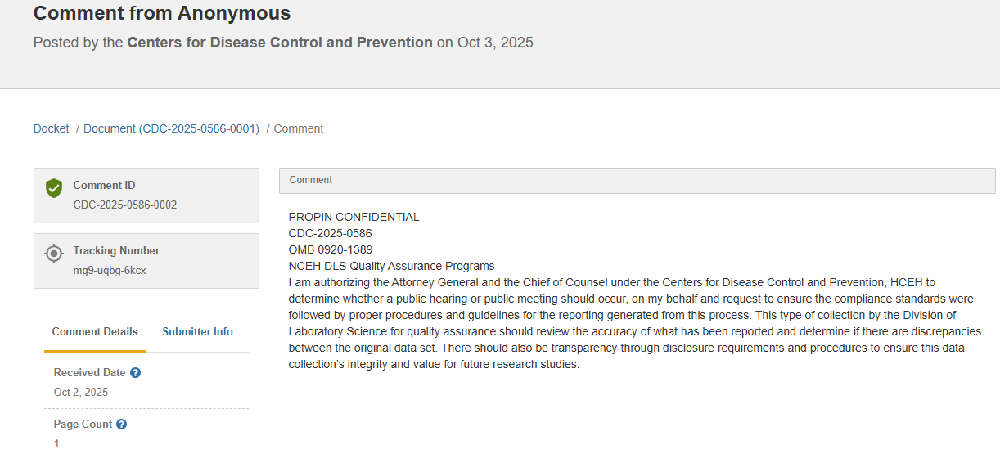 Comment from Anonymous
Posted by the Centers for Disease Control and Prevention on Oct 3, 2025
Docket / Document (CDC-2025-0586-0001) / Comment
Comment ID
CDC-2025-0586-0002
Tracking Number
mg9-uqbg-6kcx
Comment Details
Submitter Info
Received Date
Oct 2, 2025
Page Count
1
Comment
PROPIN CONFIDENTIAL
CDC-2025-0586
OMB 0920-1389
NCEH DLS Quality Assurance Programs
I am authorizing the Attorney General and the Chief of Counsel under the Centers for Disease Control and Prevention, HCEH to
determine whether a public hearing or public meeting should occur, on my behalf and request to ensure the compliance standards were
followed by proper procedures and guidelines for the reporting generated from this process. This type of collection by the Division of
Laboratory Science for quality assurance should review the accuracy of what has been reported and determine if there are discrepancies
between the original data set. There should also be transparency through disclosure requirements and procedures to ensure this data
collection's integrity and value for future research studies.